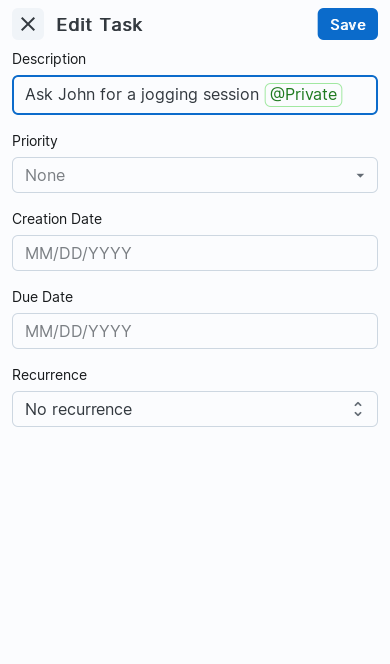 Edit Task
Save
Description
Ask John for a jogging session @Private
Priority
None
Creation Date
MM/DD/YYYY
Due Date
MM/DD/YYYY
Recurrence
No recurrence